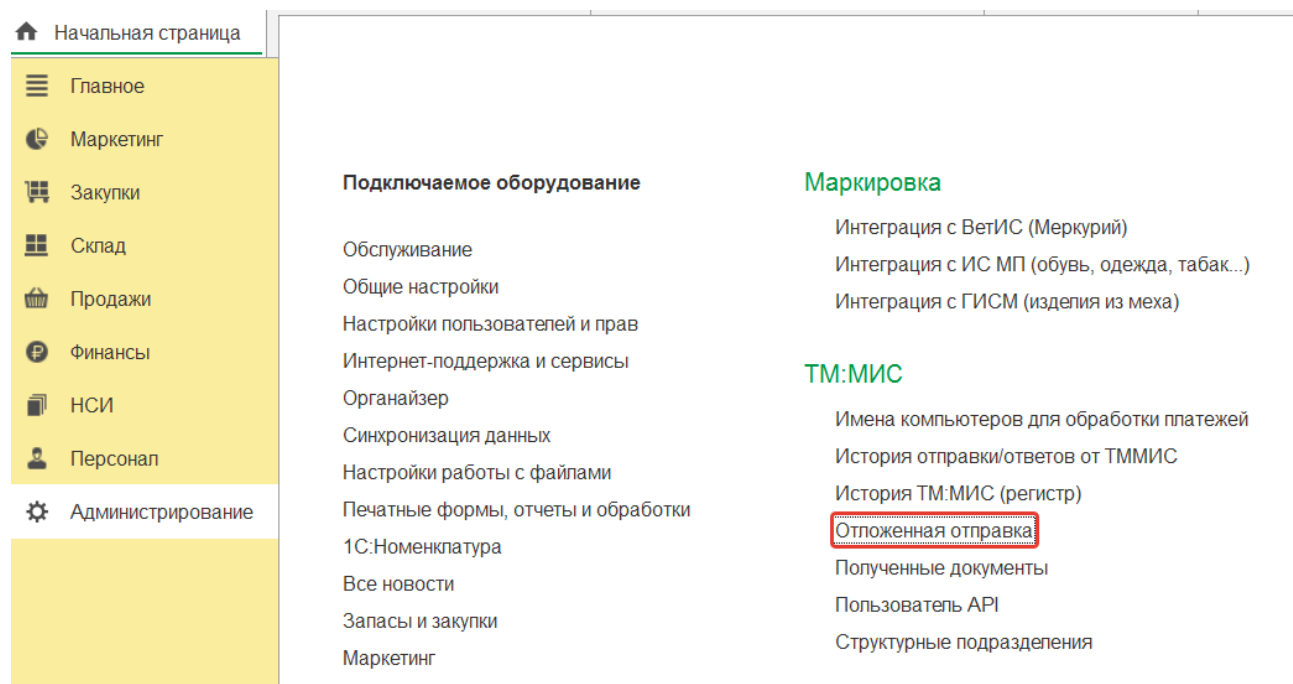 Начальная страница
Главное
Маркетинг
Закупки
Склад
Продажи
Финансы
НСИ
Персонал
Администрирование
Подключаемое оборудование
Обслуживание
Общие настройки
Настройки пользователей и прав
Интернет-поддержка и сервисы
Органайзер
Синхронизация данных
Настройки работы с файлами
Печатные формы, отчеты и обработки
1С:Номенклатура
Все новости
Запасы и закупки
Маркетинг
Маркировка
Интеграция с ВетИС (Меркурий)
Интеграция с ИС МП (обувь, одежда, табак...)
Интеграция с ГИСМ (изделия из меха)
ТМ:МИС
Имена компьютеров для обработки платежей
История отправки/ответов от ТММИС
История ТМ:МИС (регистр)
Отложенная отправка
Полученные документы
Пользователь API
Структурные подразделения